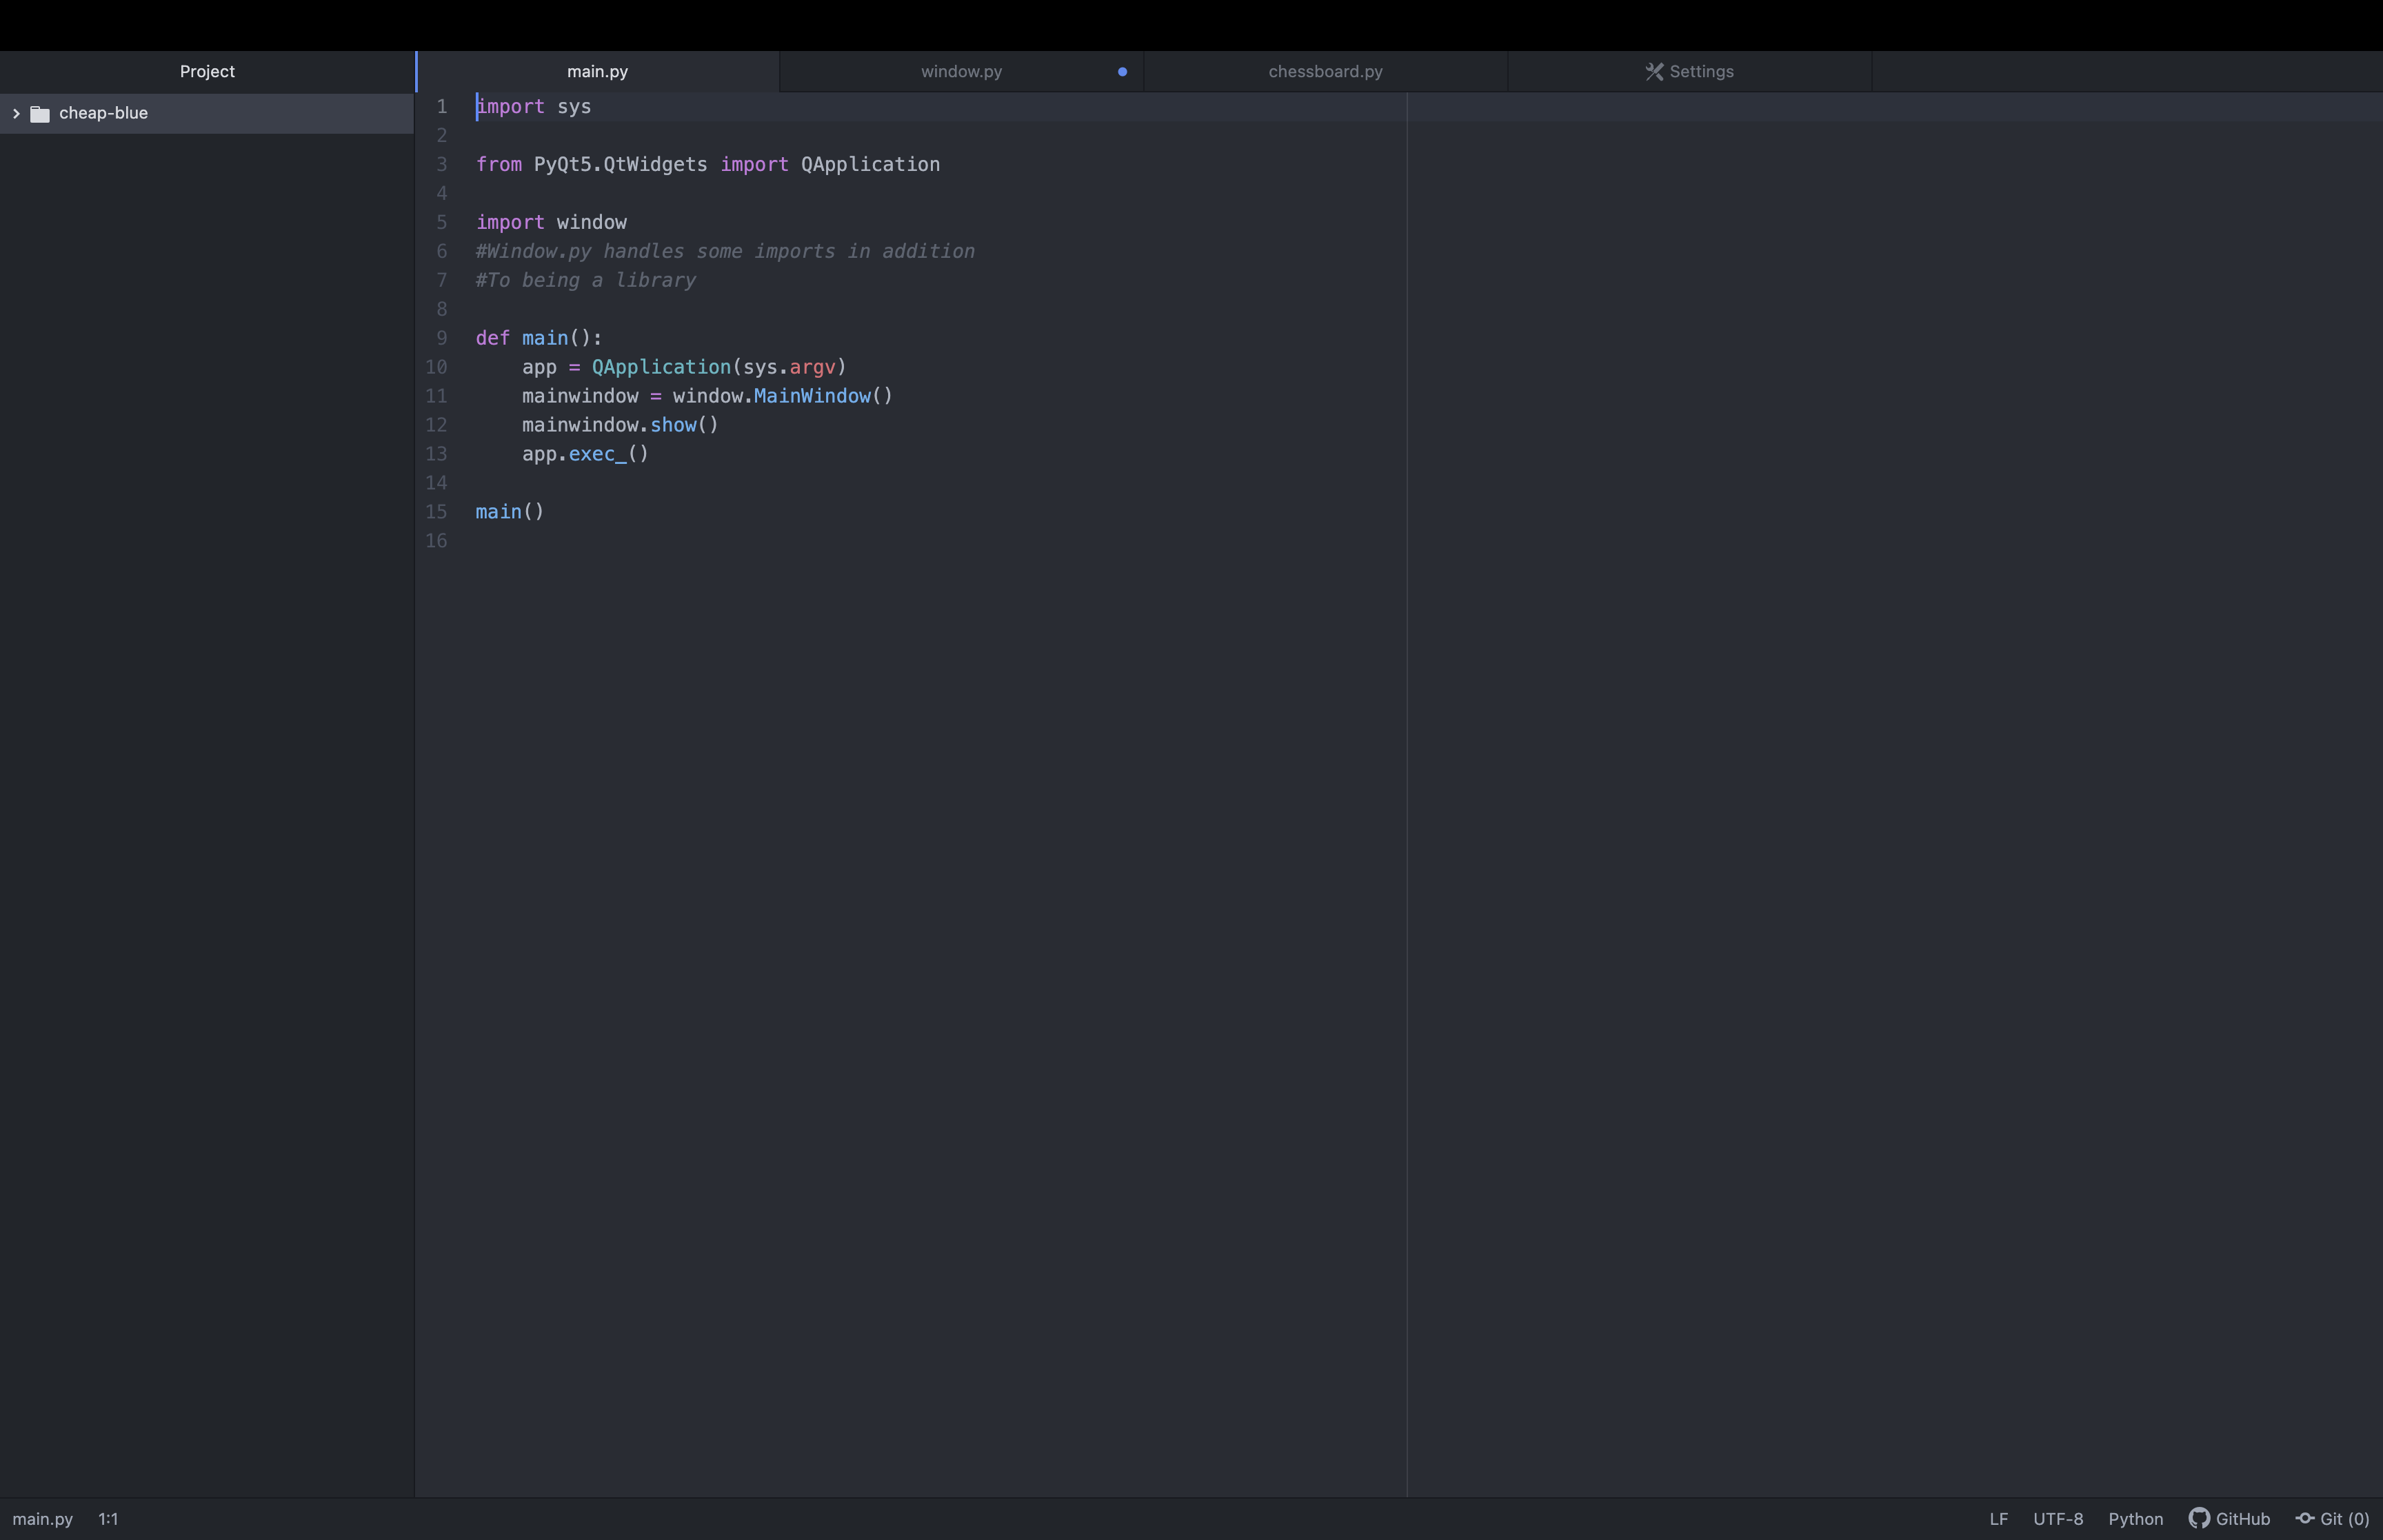 Project
main.py
window.py
chessboard.py
Settings
cheap-blue
1 import sys
2
3 from PyQt5.QtWidgets import QApplication
4
5 import window
6 #Window.py handles some imports in addition
7 #To being a library
8
9 def main():
10     app = QApplication(sys.argv)
11     mainwindow = window.MainWindow()
12     mainwindow.show()
13     app.exec_()
14
15 main()
16
main.py 1:1 LF UTF-8 Python GitHub Git (0)